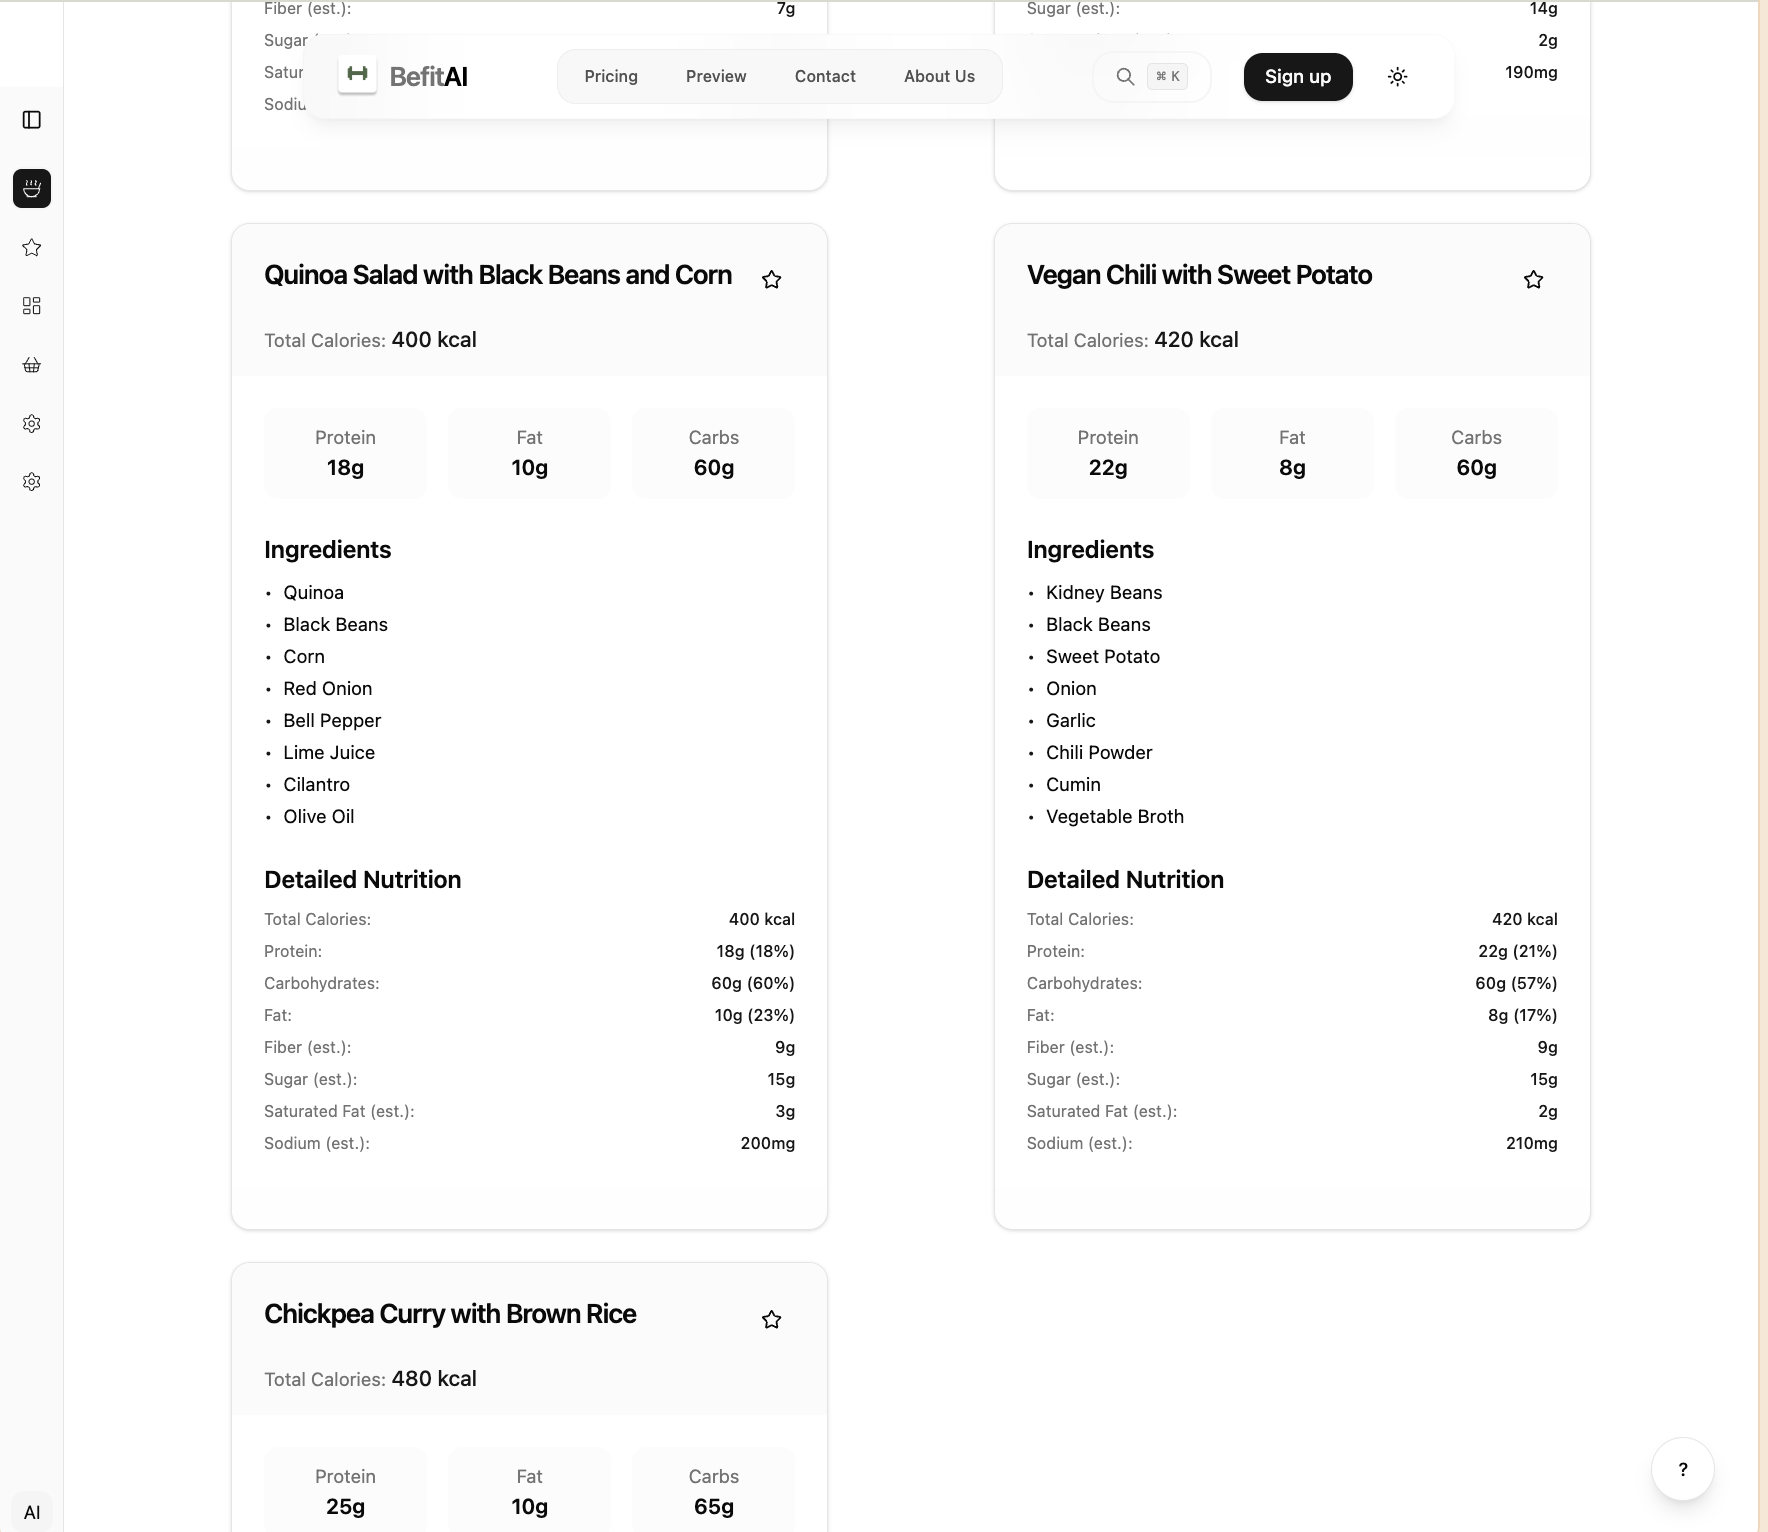 Fiber (est.): 7g
Sugar
Satur
Sodiu
Sugar (est.): 14g
2g
190mg
BefitAI
Pricing Preview Contact About Us
⌘ K
Sign up
Quinoa Salad with Black Beans and Corn
Total Calories: 400 kcal
Protein Fat Carbs
18g 10g 60g
Ingredients
• Quinoa
• Black Beans
• Corn
• Red Onion
• Bell Pepper
• Lime Juice
• Cilantro
• Olive Oil
Detailed Nutrition
Total Calories: 400 kcal
Protein: 18g (18%)
Carbohydrates: 60g (60%)
Fat: 10g (23%)
Fiber (est.): 9g
Sugar (est.): 15g
Saturated Fat (est.): 3g
Sodium (est.): 200mg
Vegan Chili with Sweet Potato
Total Calories: 420 kcal
Protein Fat Carbs
22g 8g 60g
Ingredients
• Kidney Beans
• Black Beans
• Sweet Potato
• Onion
• Garlic
• Chili Powder
• Cumin
• Vegetable Broth
Detailed Nutrition
Total Calories: 420 kcal
Protein: 22g (21%)
Carbohydrates: 60g (57%)
Fat: 8g (17%)
Fiber (est.): 9g
Sugar (est.): 15g
Saturated Fat (est.): 2g
Sodium (est.): 210mg
Chickpea Curry with Brown Rice
Total Calories: 480 kcal
Protein Fat Carbs
25g 10g 65g
AI
?